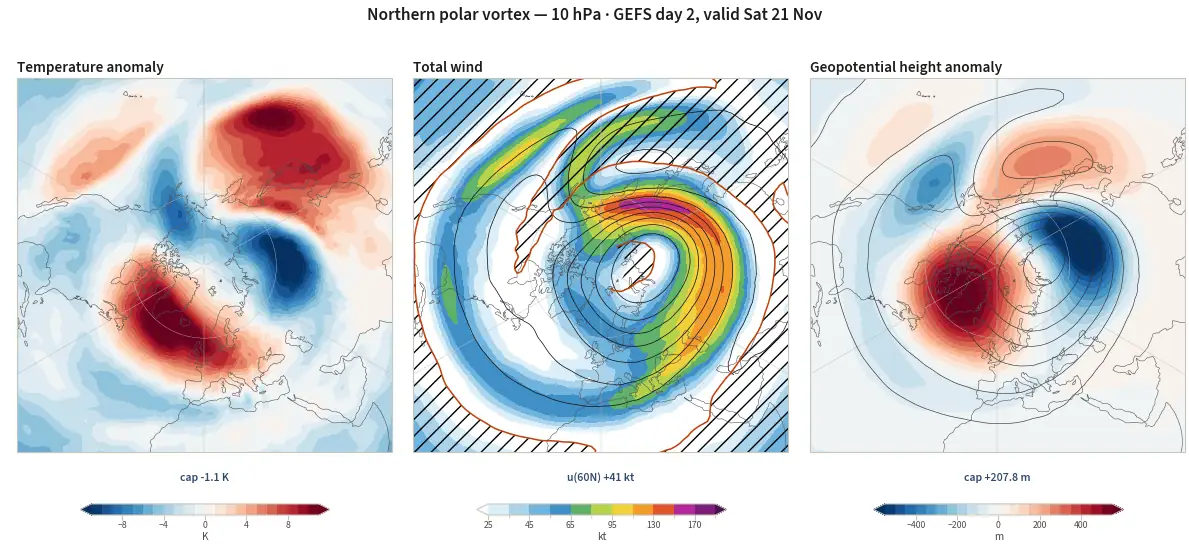 Northern polar vortex — 10 hPa · GEFS day 2, valid Sat 21 Nov
Temperature anomaly
Total wind
Geopotential height anomaly
cap -1.1 K
u(60N) +41 kt
cap +207.8 m
−8 −4 0 4 8
K
25 45 65 95 130 170
kt
−400 −200 0 200 400
m